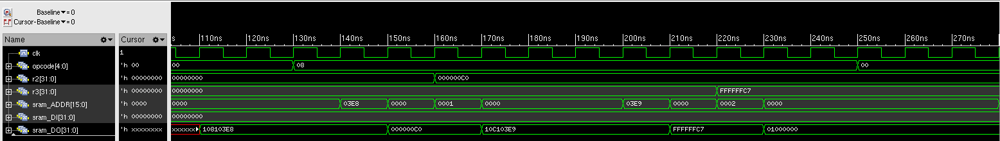 Baseline▼= 0
Cursor-Baseline▼= 0
Name Cursor s 110ns 120ns 130ns 140ns 150ns 160ns 170ns 180ns 190ns 200ns 210ns 220ns 230ns 240ns 250ns 260ns 270ns
clk 1
opcode[4:0] 'h 00 00 08 00
r2[31:0] 'h 00000000 00000000 000000C0
r3[31:0] 'h 00000000 00000000 FFFFFFC7
sram_ADDR[15:0] 'h 0000 0000 03E8 0000 0001 0000 03E9 0000 0002 0000
sram_DI[31:0] 'h 00000000 00000000
sram_DO[31:0] 'h xxxxxxxx xxxxxx 108103E8 000000C0 10C103E9 FFFFFFC7 01000000